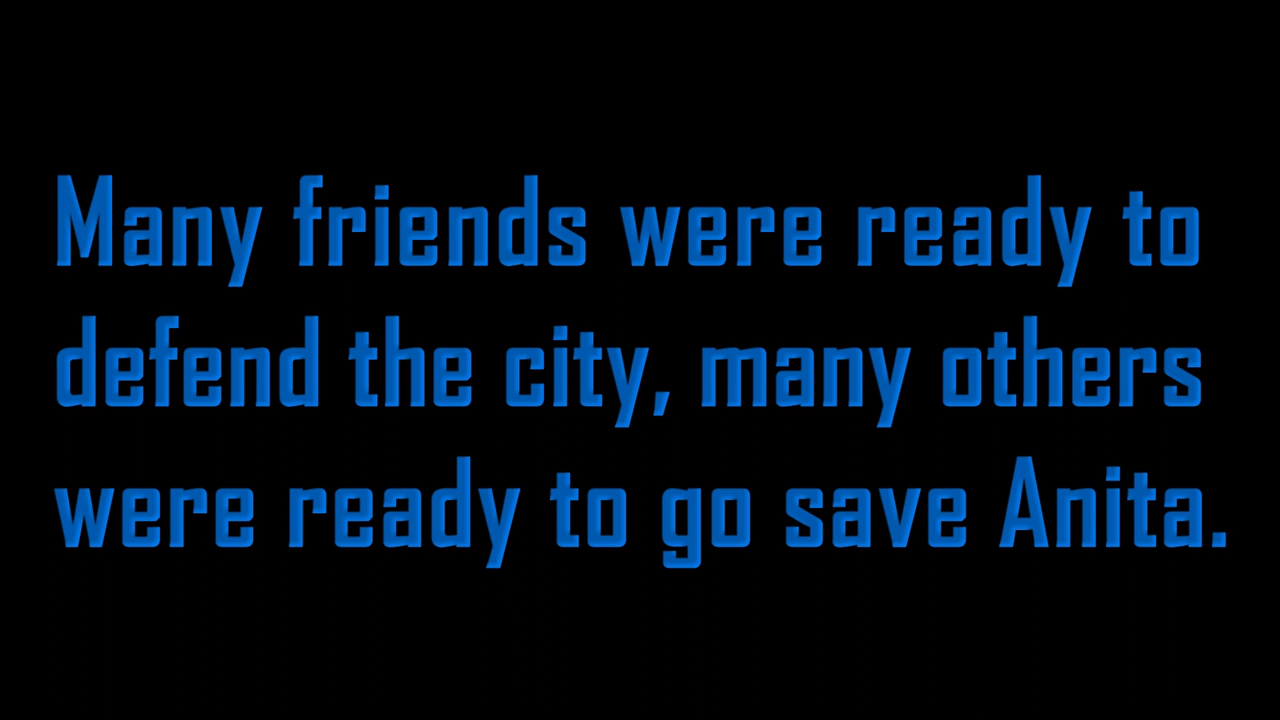 Many friends were ready to
defend the city, many others
were ready to go save Anita.